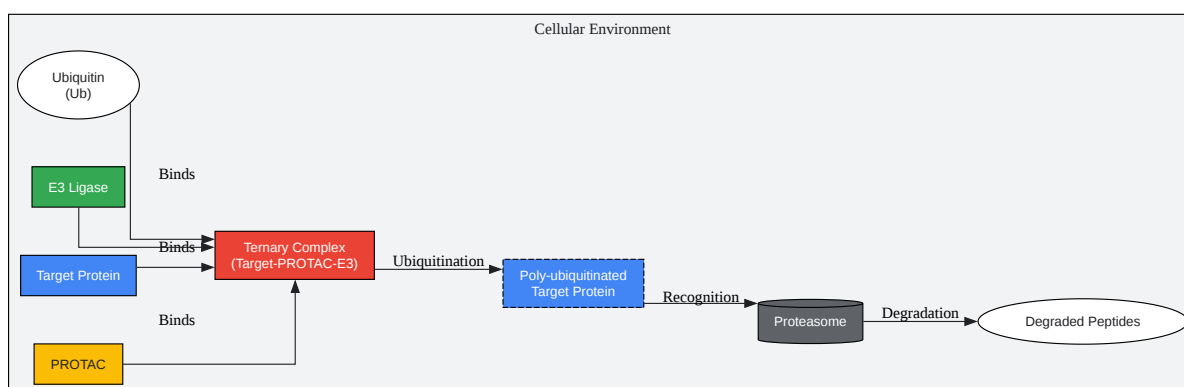 Cellular Environment
Ubiquitin
(Ub)
Binds
E3 Ligase
Binds
Ternary Complex
(Target-PROTAC-E3)
Target Protein
Ubiquitination
Poly-ubiquitinated
Target Protein
Recognition
Proteasome
Degradation
Degraded Peptides
Binds
PROTAC